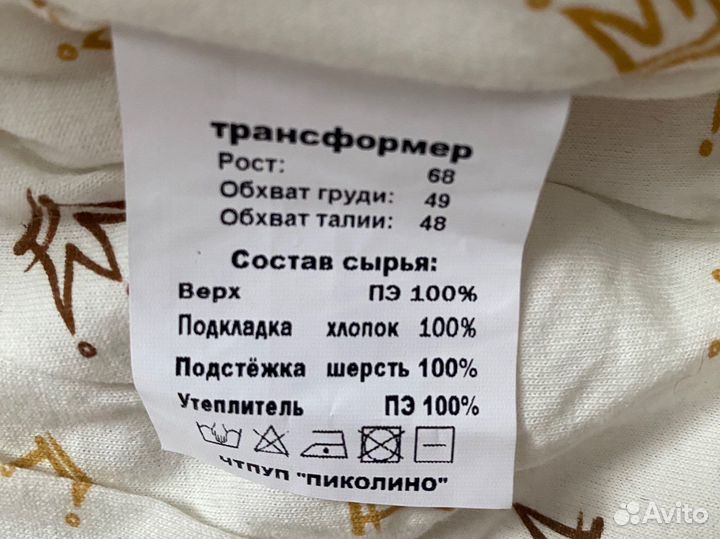 трансформер
Рост: 68
Обхват груди: 49
Обхват талии: 48
Состав сырья:
Верх ПЭ 100%
Подкладка хлопок 100%
Подстёжка шерсть 100%
Утеплитель ПЭ 100%
ЧТПУП "ПИКОЛИНО"
Avito